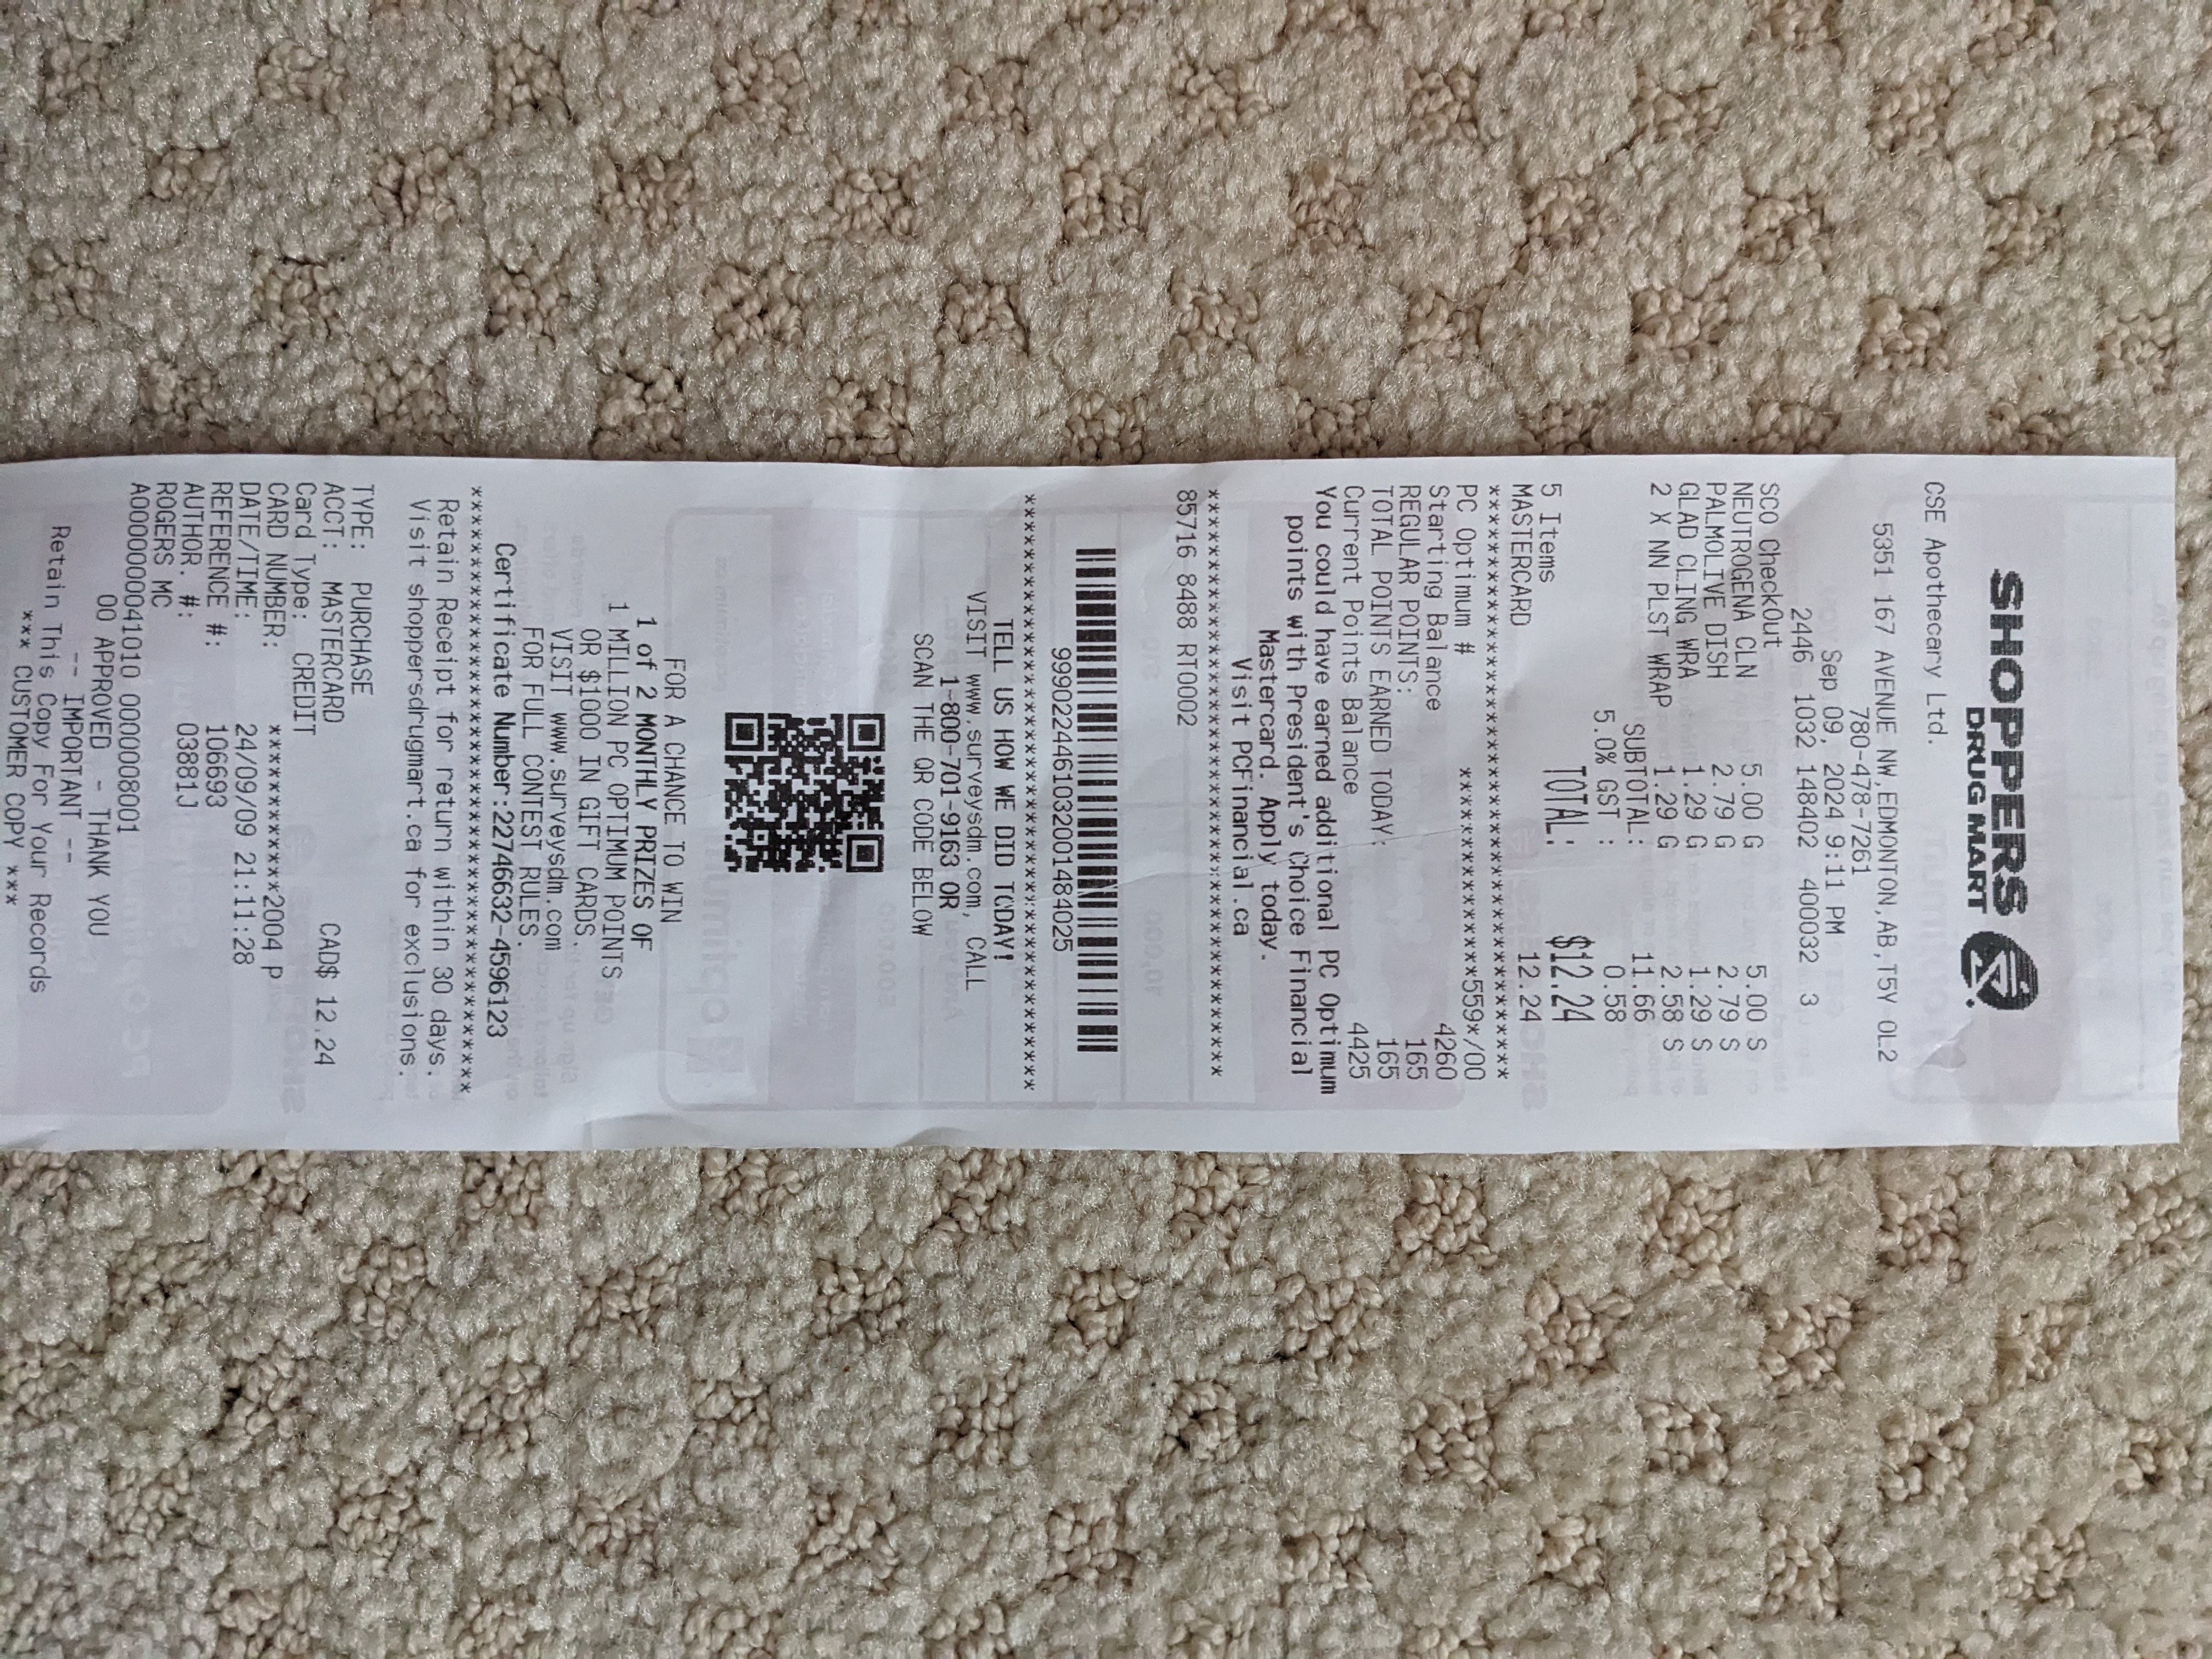 SHOPPERS
DRUG MART
CSE Apothecary Ltd.
5351 167 AVENUE NW,EDMONTON,AB,T5Y 0L2
780-478-7261
Sep 09, 2024 9:11 PM
2446 1032 148402 400032 3
SCO CheckOut
NEUTROGENA CLN 5.00 G 5.00 S
PALMOLIVE DISH 2.79 G 2.79 S
GLAD CLING WRA 1.29 G 1.29 S
2 X NN PLST WRAP 1.29 G 2.58 S
SUBTOTAL: 11.66
5.0% GST : 0.58
TOTAL: $12.24
5 Items
MASTERCARD 12.24
PC Optimum # ************559*/00
Starting Balance 4260
REGULAR POINTS: 165
TOTAL POINTS EARNED TODAY: 165
Current Points Balance 4425
You could have earned additional PC Optimum
points with President's Choice Financial
Mastercard. Apply today.
Visit PCFinancial.ca
85716 8488 RT0002
9990224461032001484025
TELL US HOW WE DID TODAY!
VISIT www.surveysdm.com, CALL
1-800-701-9163 OR
SCAN THE QR CODE BELOW
FOR A CHANCE TO WIN
1 of 2 MONTHLY PRIZES OF
1 MILLION PC OPTIMUM POINTS
OR $1000 IN GIFT CARDS.
VISIT www.surveysdm.com
FOR FULL CONTEST RULES.
Certificate Number:22746632-4596123
Retain Receipt for return within 30 days.
Visit shoppersdrugmart.ca for exclusions.
TYPE: PURCHASE
ACCT: MASTERCARD CAD$ 12.24
Card Type: CREDIT
CARD NUMBER: ************2004 P
DATE/TIME: 24/09/09 21:11:28
REFERENCE #: 106693
AUTHOR. #: 03881J
ROGERS MC
A0000000041010 0000008001
00 APPROVED - THANK YOU
-- IMPORTANT --
Retain This Copy For Your Records
*** CUSTOMER COPY ***